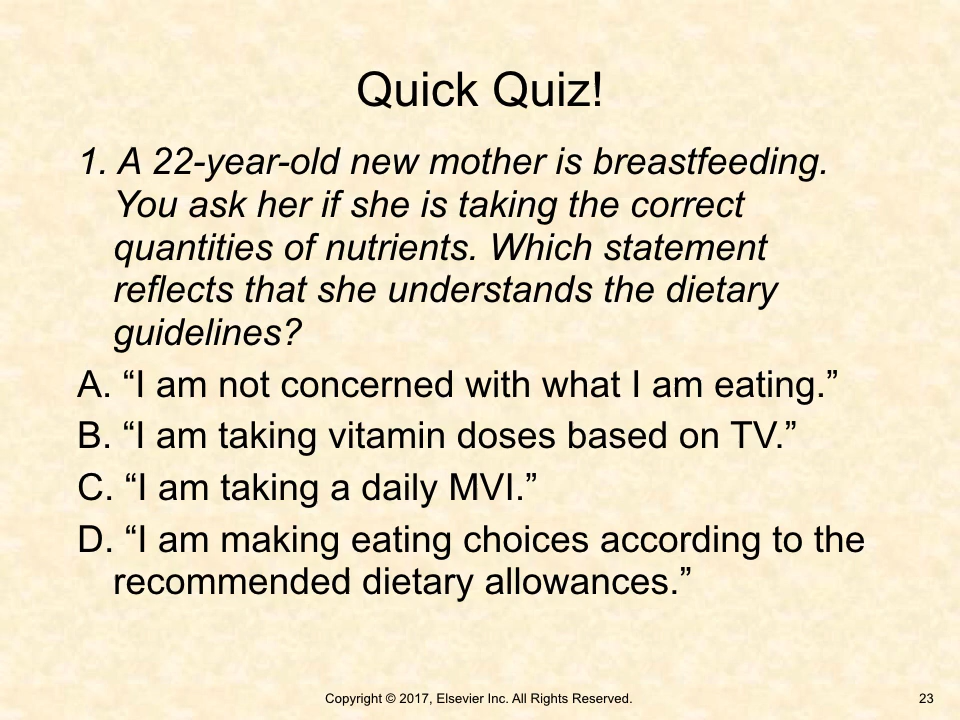 Quick Quiz!
1. A 22-year-old new mother is breastfeeding.
You ask her if she is taking the correct
quantities of nutrients. Which statement
reflects that she understands the dietary
guidelines?
A. “I am not concerned with what I am eating.”
B. “I am taking vitamin doses based on TV.”
C. “I am taking a daily MVI.”
D. “I am making eating choices according to the
recommended dietary allowances.”
Copyright © 2017, Elsevier Inc. All Rights Reserved.
23